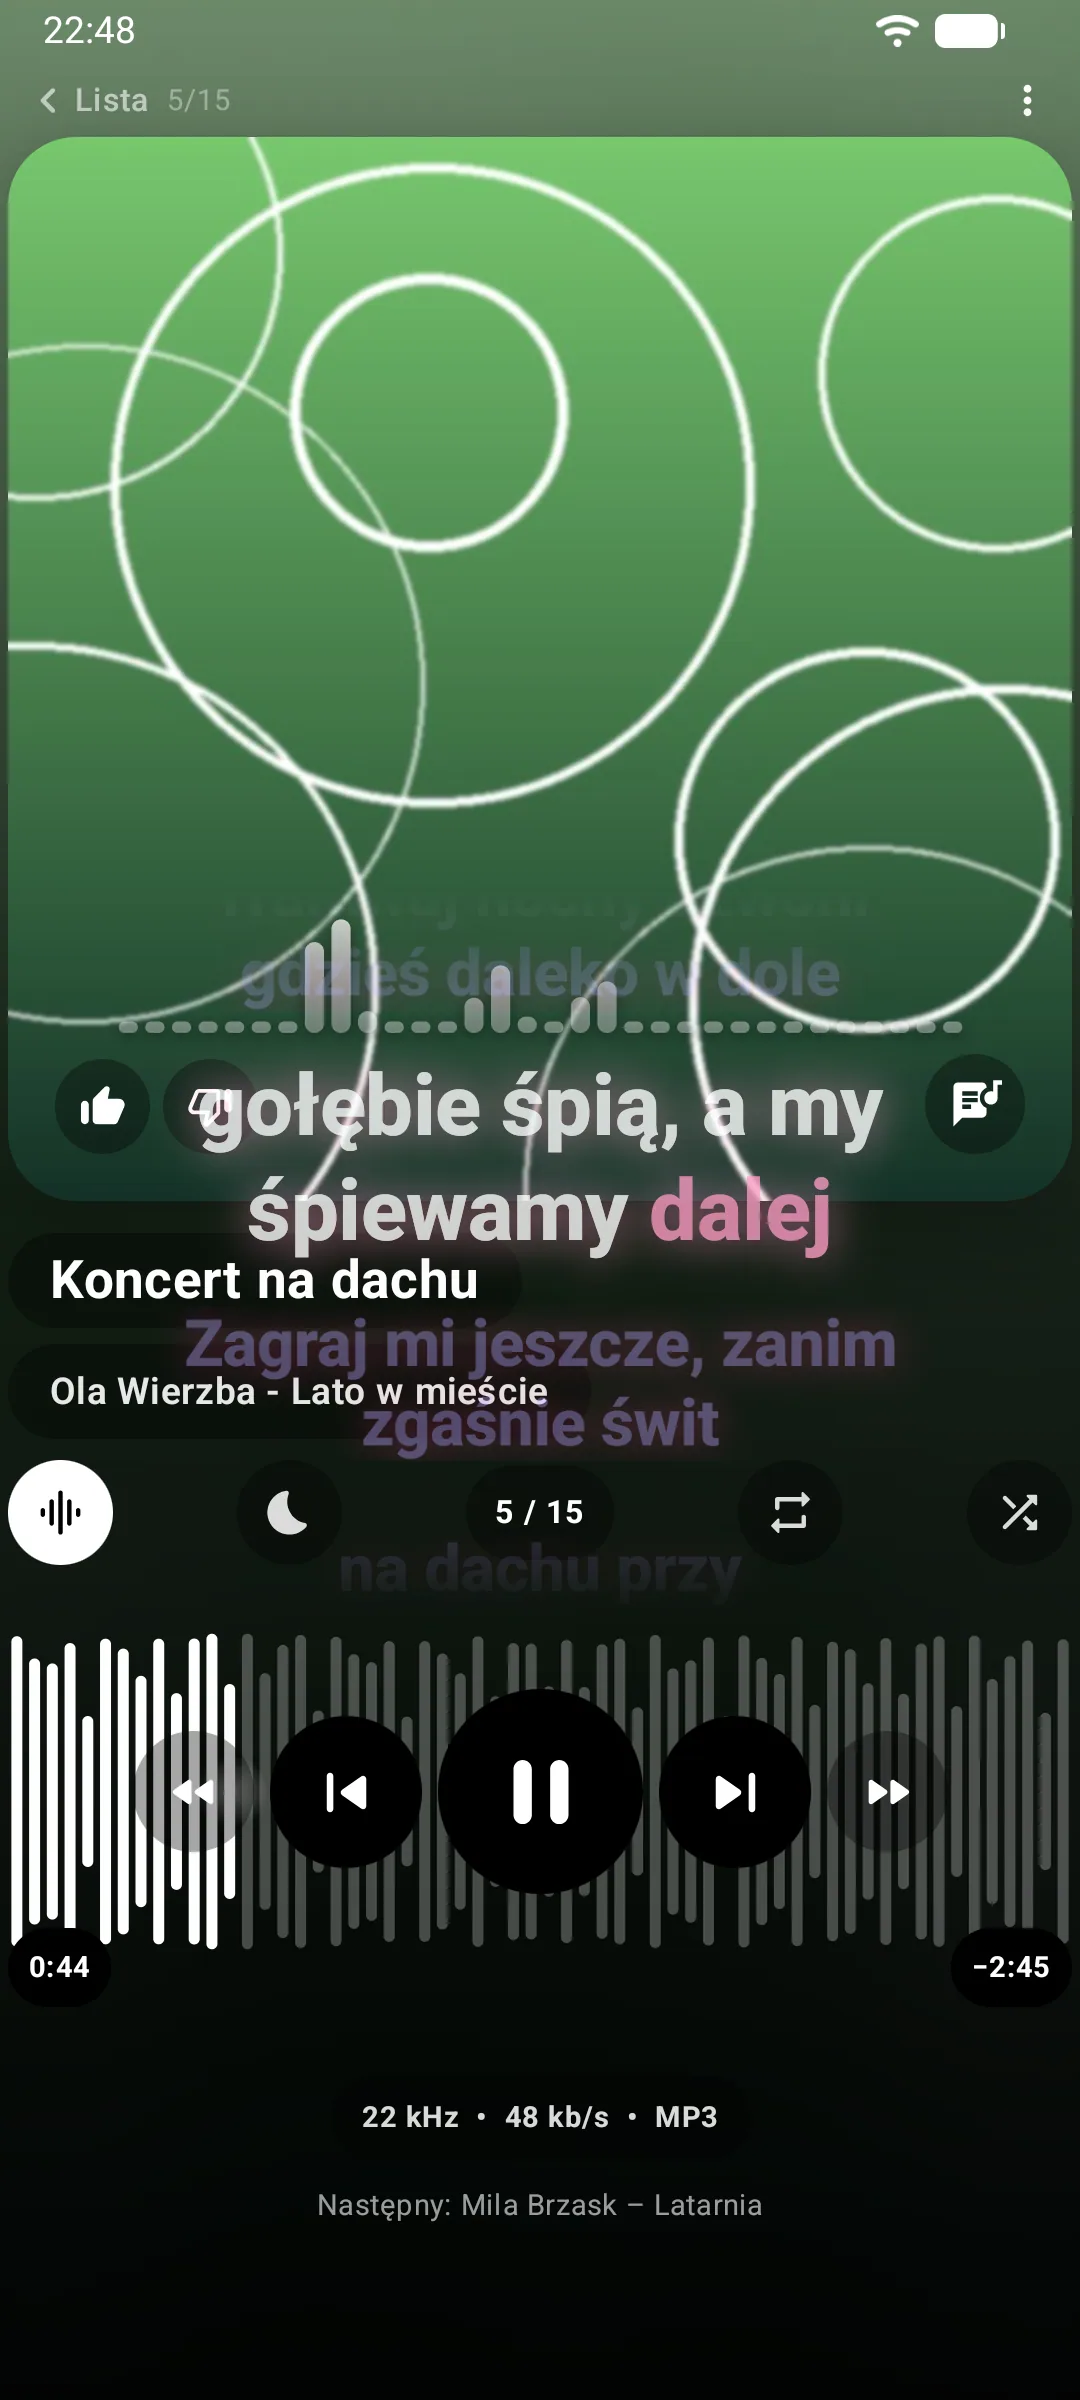 22:48
Lista 5/15
gdzieś daleko w dole
gołębie śpią, a my
śpiewamy dalej
Koncert na dachu
Zagraj mi jeszcze, zanim
Ola Wierzba - Lato w mieście
zgaśnie świt
5 / 15
na dachu przy
0:44
−2:45
22 kHz • 48 kb/s • MP3
Następny: Mila Brzask – Latarnia